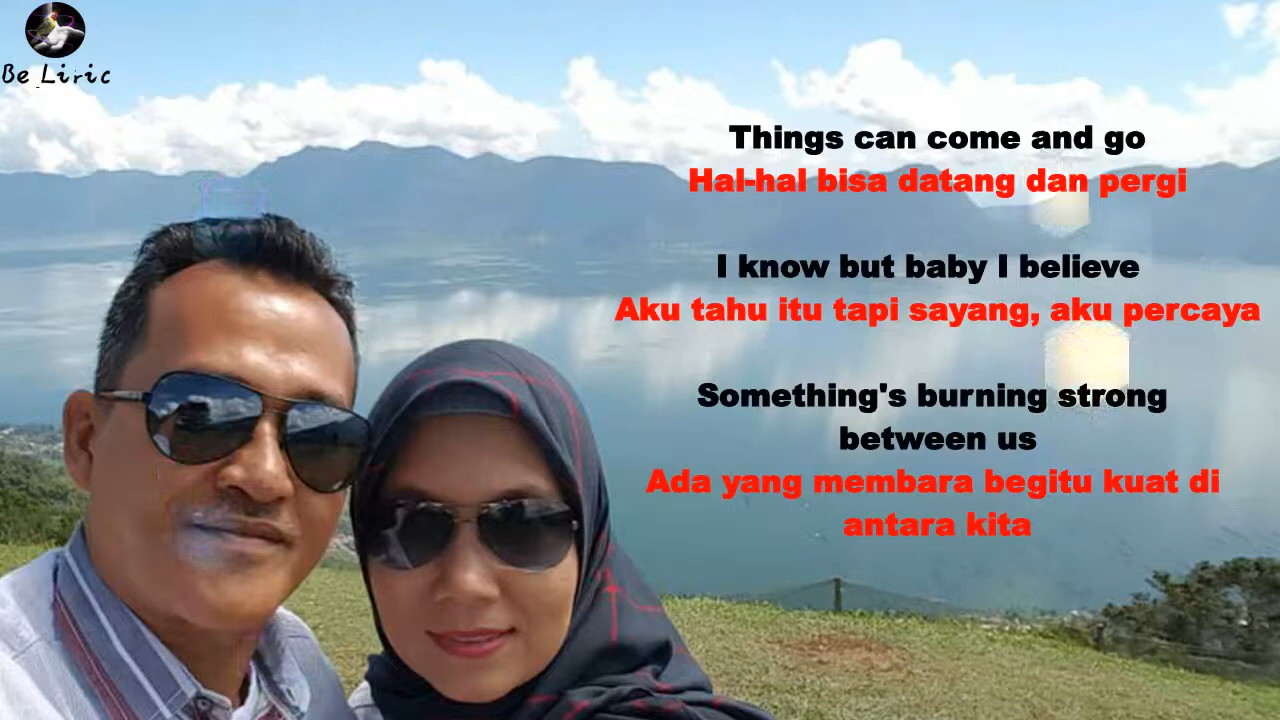 Be Liric
Things can come and go
Hal-hal bisa datang dan pergi
I know but baby I believe
Aku tahu itu tapi sayang, aku percaya
Something's burning strong
between us
Ada yang membara begitu kuat di
antara kita